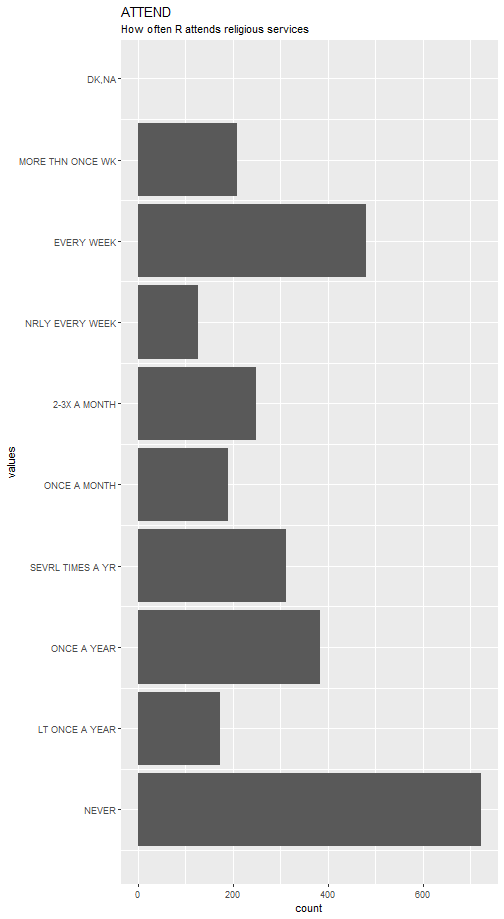 ATTEND
How often R attends religious services
DK;NA
MORE THN ONCE WK
EVERY WEEK
NRLY EVERY WEEK
2-3X A MONTH
ONCE A MONTH
SEVRL TIMES A YR
ONCE A YEAR
LT ONCE A YEAR
NEVER
values
0 200 400 600
count